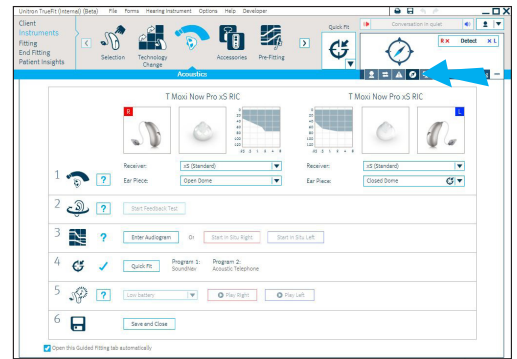 Unitron TrueFit (Internal) (Beta) File Forms Hearing Instrument Options Help Developer
Client
Instruments
Fitting
End Fitting
Patient Insights
Selection
Technology
Change
Accessories
Pre-Fitting
Quick Fit
Conversation in quiet
R X Detect X L
Acoustics
T Moxi Now Pro xS RIC
T Moxi Now Pro xS RIC
R
L
Receiver: xS (Standard)
Receiver: xS (Standard)
1 ?
Ear Piece: Open Dome
Ear Piece: Closed Dome
2 ? Start Feedback Test
3 ? Enter Audiogram Or Start In Situ Right Start In Situ Left
4 Quick Fit
Program 1:
SoundNav
Program 2:
Acoustic Telephone
5 ? Low battery Play Right Play Left
6 Save and Close
Open this Guided Fitting tab automatically